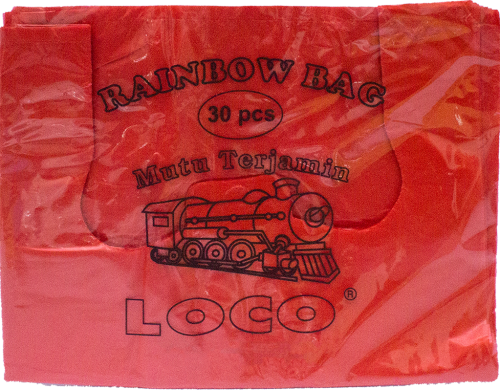 RAINBOW BAG
30 pcs
Mutu Terjamin
LOCO ®